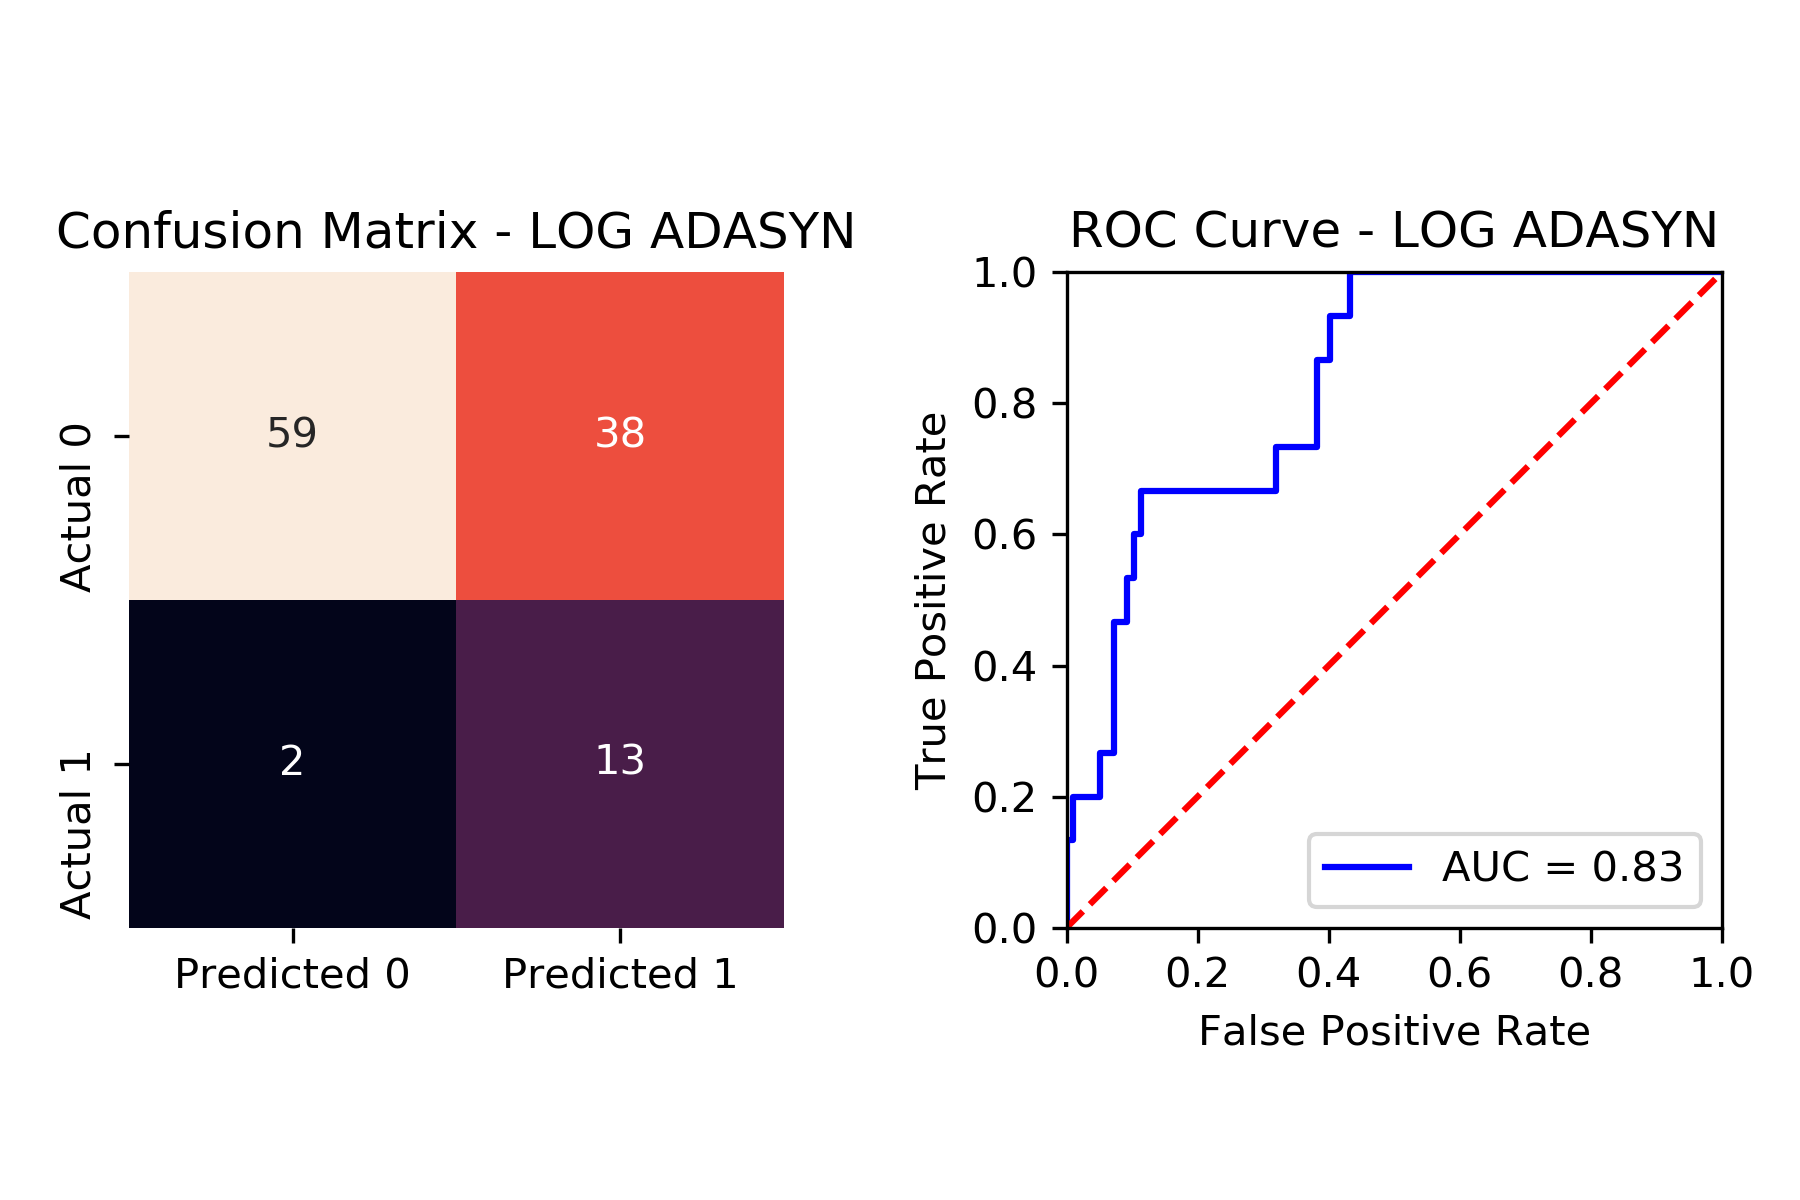 Confusion Matrix - LOG ADASYN
Actual 0
59
38
Actual 1
2
13
Predicted 0
Predicted 1
ROC Curve - LOG ADASYN
True Positive Rate
1.0
0.8
0.6
0.4
0.2
0.0
AUC = 0.83
0.0
0.2
0.4
0.6
0.8
1.0
False Positive Rate